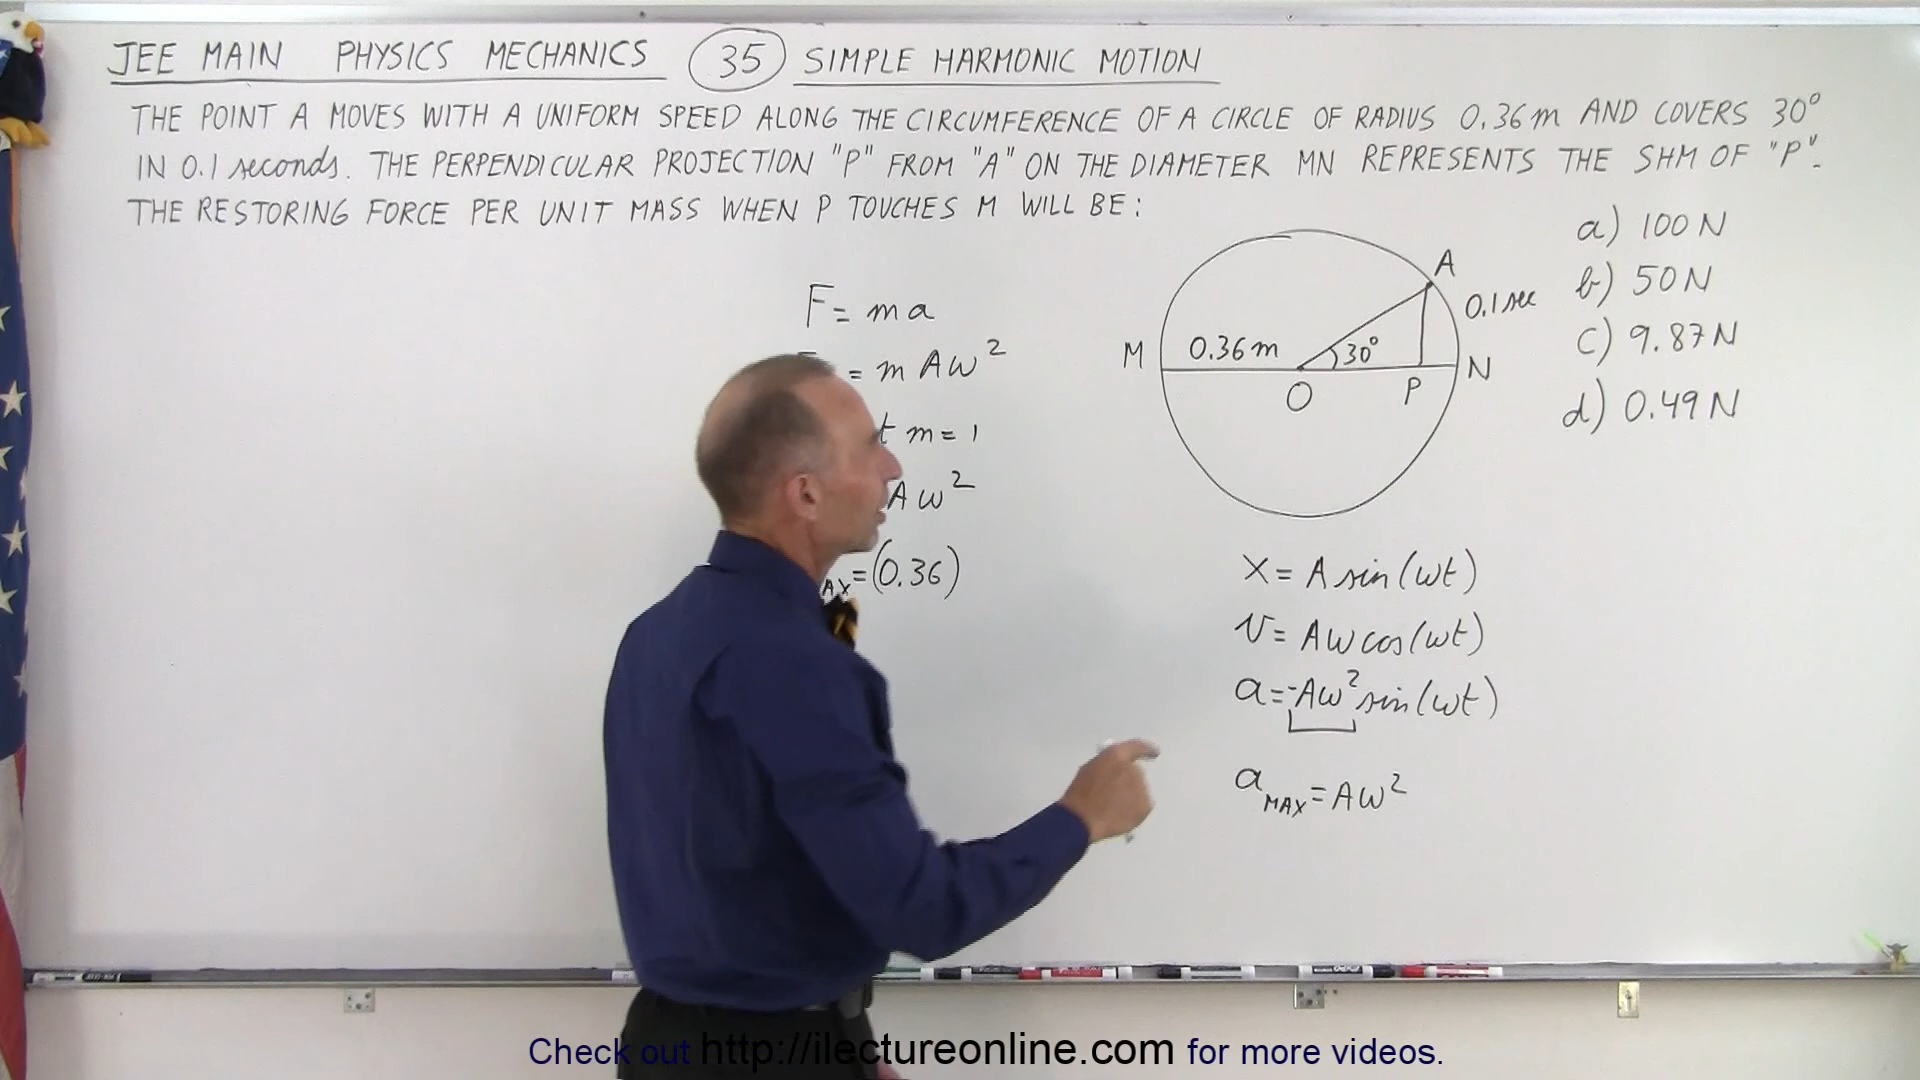 JEE MAIN PHYSICS MECHANICS 35 SIMPLE HARMONIC MOTION
THE POINT A MOVES WITH A UNIFORM SPEED ALONG THE CIRCUMFERENCE OF A CIRCLE OF RADIUS 0.36 m AND COVERS 30°
IN 0.1 seconds. THE PERPENDICULAR PROJECTION "P" FROM "A" ON THE DIAMETER MN REPRESENTS THE SHM OF "P".
THE RESTORING FORCE PER UNIT MASS WHEN P TOUCHES M WILL BE:
a) 100 N
b) 50 N
c) 9.87 N
d) 0.49 N
A
0.1 sec
M 0.36 m 30° N
O P
F = ma
= m Aω²
m = 1
Aω²
= (0.36)
x = A sin(ωt)
v = Aω cos(ωt)
a = -Aω² sin(ωt)
a MAX = Aω²
Check out http://ilectureonline.com for more videos.